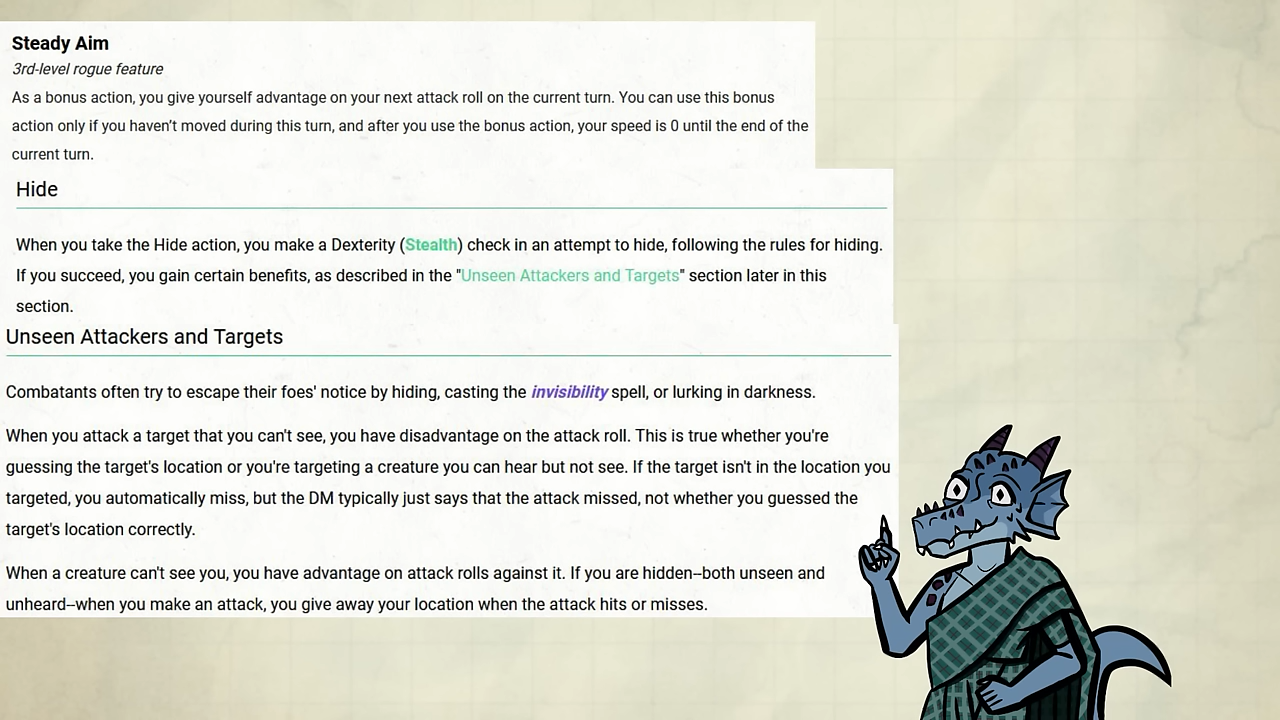 Steady Aim
3rd-level rogue feature
As a bonus action, you give yourself advantage on your next attack roll on the current turn. You can use this bonus
action only if you haven’t moved during this turn, and after you use the bonus action, your speed is 0 until the end of the
current turn.
Hide
When you take the Hide action, you make a Dexterity (Stealth) check in an attempt to hide, following the rules for hiding.
If you succeed, you gain certain benefits, as described in the "Unseen Attackers and Targets" section later in this
section.
Unseen Attackers and Targets
Combatants often try to escape their foes' notice by hiding, casting the invisibility spell, or lurking in darkness.
When you attack a target that you can't see, you have disadvantage on the attack roll. This is true whether you're
guessing the target's location or you're targeting a creature you can hear but not see. If the target isn't in the location you
targeted, you automatically miss, but the DM typically just says that the attack missed, not whether you guessed the
target's location correctly.
When a creature can't see you, you have advantage on attack rolls against it. If you are hidden--both unseen and
unheard--when you make an attack, you give away your location when the attack hits or misses.